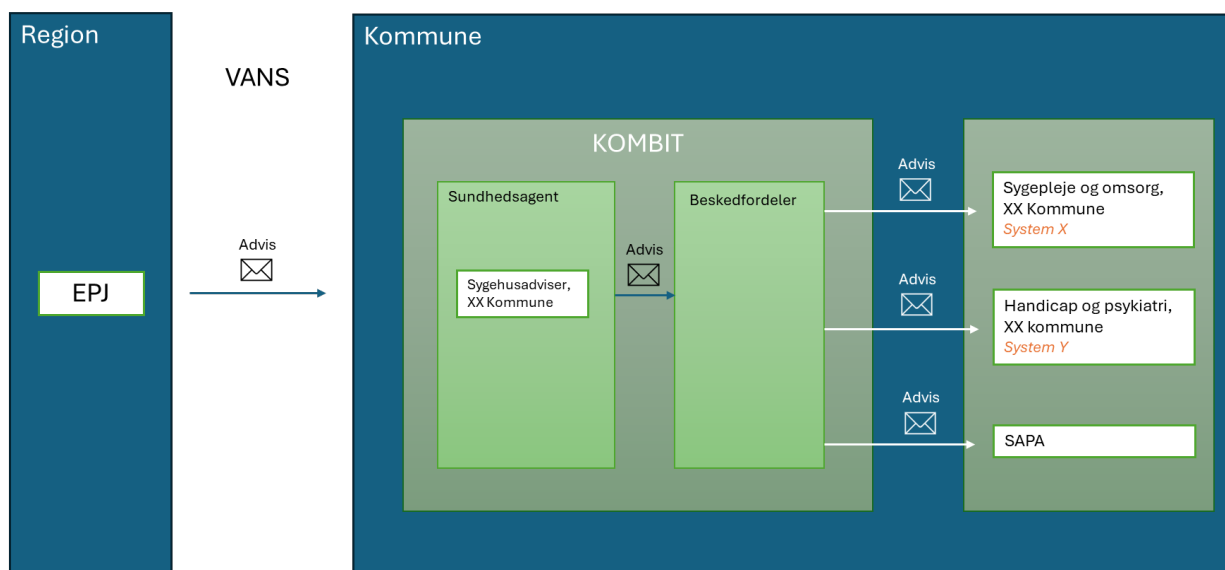 Region
EPJ
VANS
Advis
Kommune
KOMBIT
Sundhedsagent
Sygehusadviser,
XX Kommune
Advis
Beskedfordeler
Advis
Sygepleje og omsorg,
XX Kommune
System X
Advis
Handicap og psykiatri,
XX kommune
System Y
Advis
SAPA